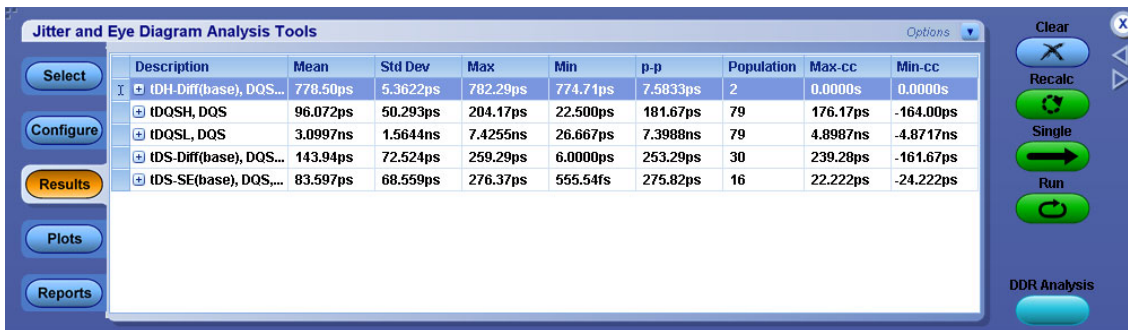 Jitter and Eye Diagram Analysis Tools
Options
Clear
X
Select
Configure
Results
Plots
Reports
Description Mean Std Dev Max Min p-p Population Max-cc Min-cc
tDH-Diff(base), DQS... 778.50ps 5.3622ps 782.29ps 774.71ps 7.5833ps 2 0.0000s 0.0000s
tDQSH, DQS 96.072ps 50.293ps 204.17ps 22.500ps 181.67ps 79 176.17ps -164.00ps
tDQSL, DQS 3.0997ns 1.5644ns 7.4255ns 26.667ps 7.3988ns 79 4.8987ns -4.8717ns
tDS-Diff(base), DQS... 143.94ps 72.524ps 259.29ps 6.0000ps 253.29ps 30 239.28ps -161.67ps
tDS-SE(base), DQS,... 83.597ps 68.559ps 276.37ps 555.54fs 275.82ps 16 22.222ps -24.222ps
Recalc
Single
Run
DDR Analysis